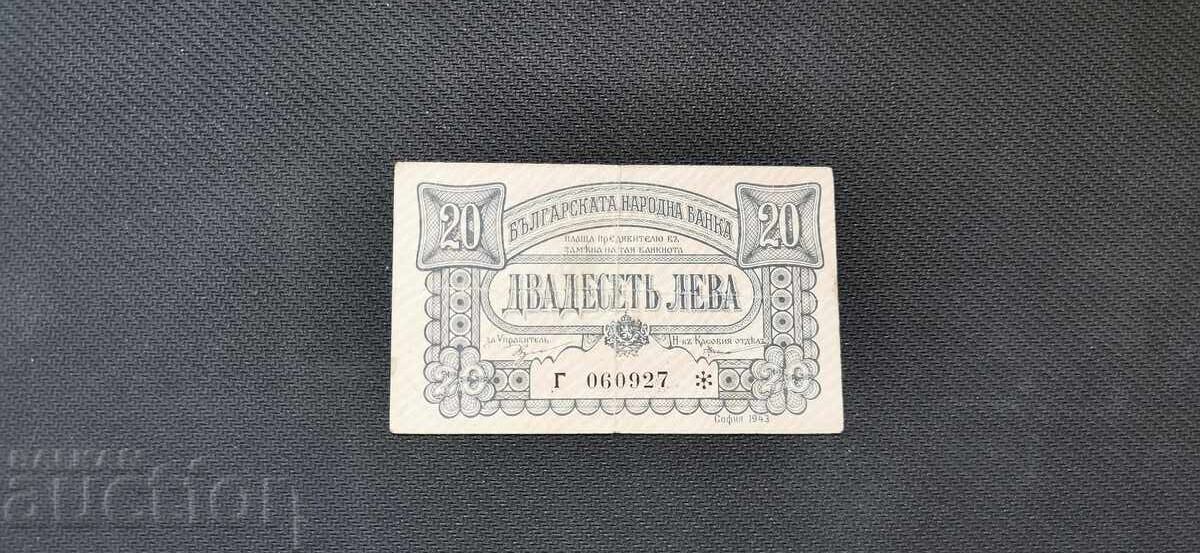 20 БЪЛГАРСКАТА НАРОДНА БАНКА 20
ПЛАЩА ПРЕДЯВИТЕЛЮ ВЪ
ЗАМѢНА НА ТАЯ БАНКНОТА
ДВАДЕСЕТЬ ЛЕВА
за Управитель Н-къ Касовия отдѣлъ
20 Г 060927 * 20
София 1943
auction